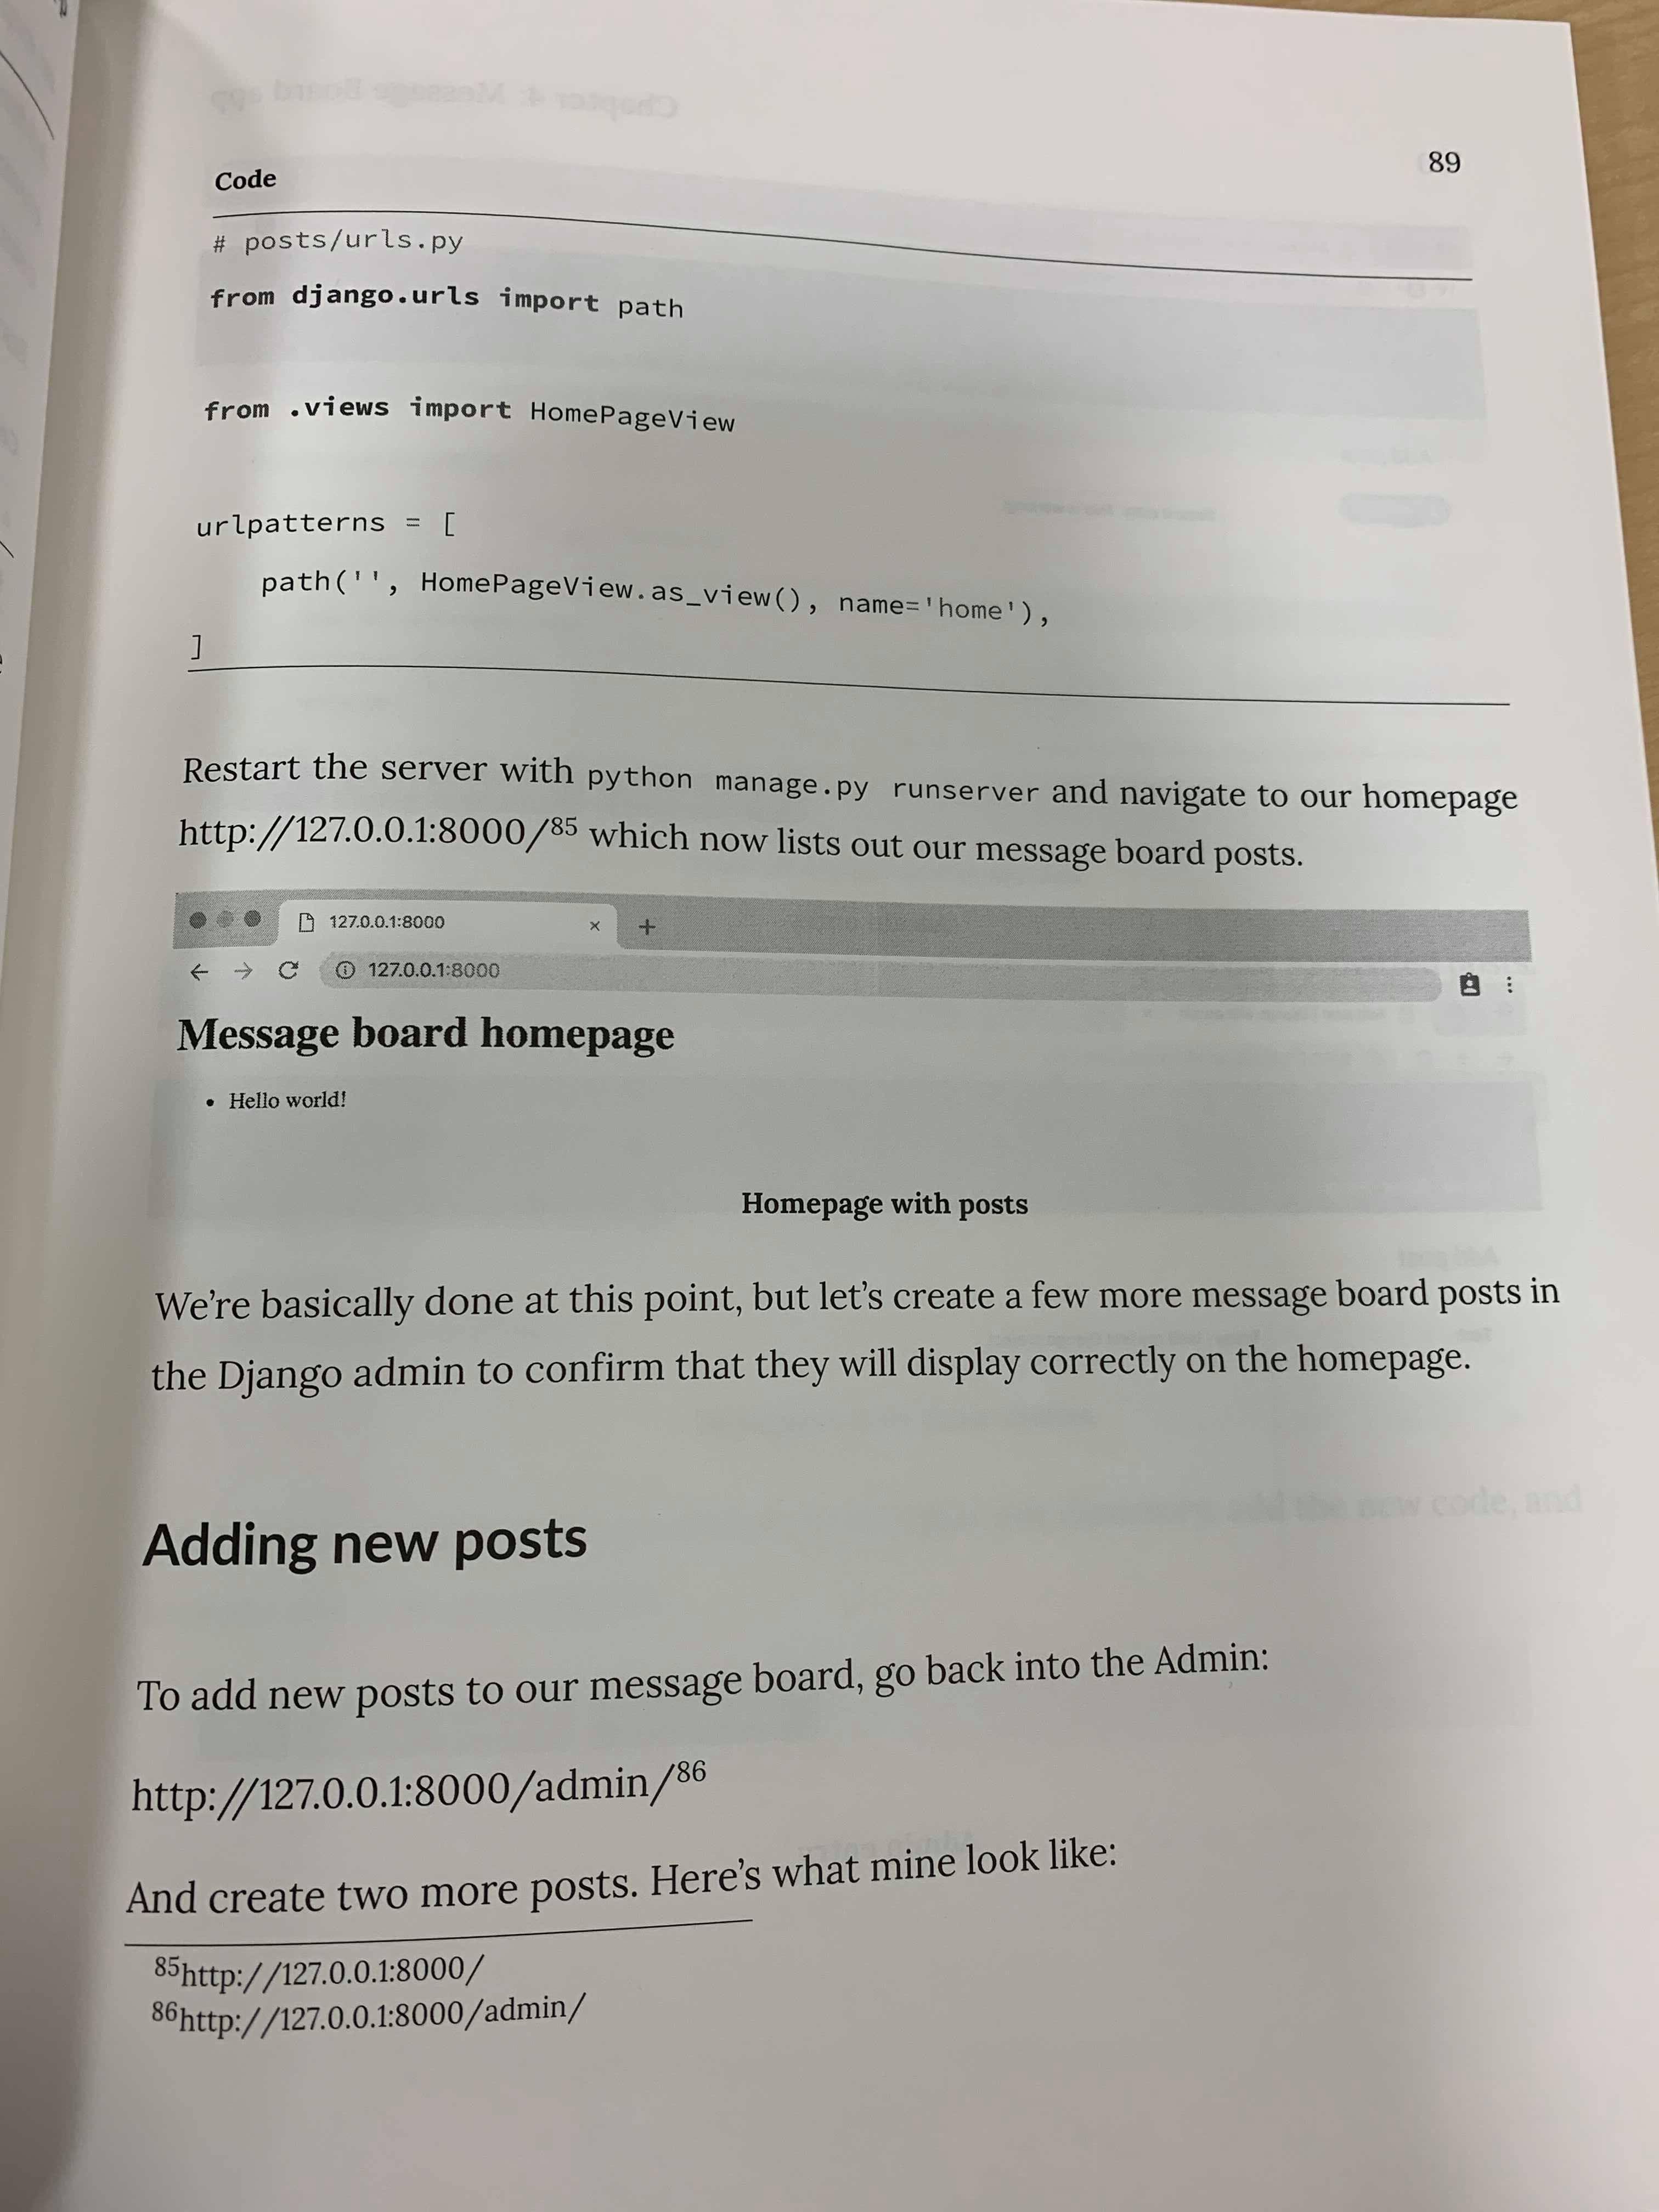 89
Code
# posts/urls.py
from django.urls import path
from .views import HomePageView
urlpatterns = [
    path('', HomePageView.as_view(), name='home'),
]
Restart the server with python manage.py runserver and navigate to our homepage
http://127.0.0.1:8000/85 which now lists out our message board posts.
127.0.0.1:8000 × +
127.0.0.1:8000
Message board homepage
• Hello world!
Homepage with posts
We're basically done at this point, but let's create a few more message board posts in
the Django admin to confirm that they will display correctly on the homepage.
Adding new posts
To add new posts to our message board, go back into the Admin:
http://127.0.0.1:8000/admin/86
And create two more posts. Here's what mine look like:
85http://127.0.0.1:8000/
86http://127.0.0.1:8000/admin/